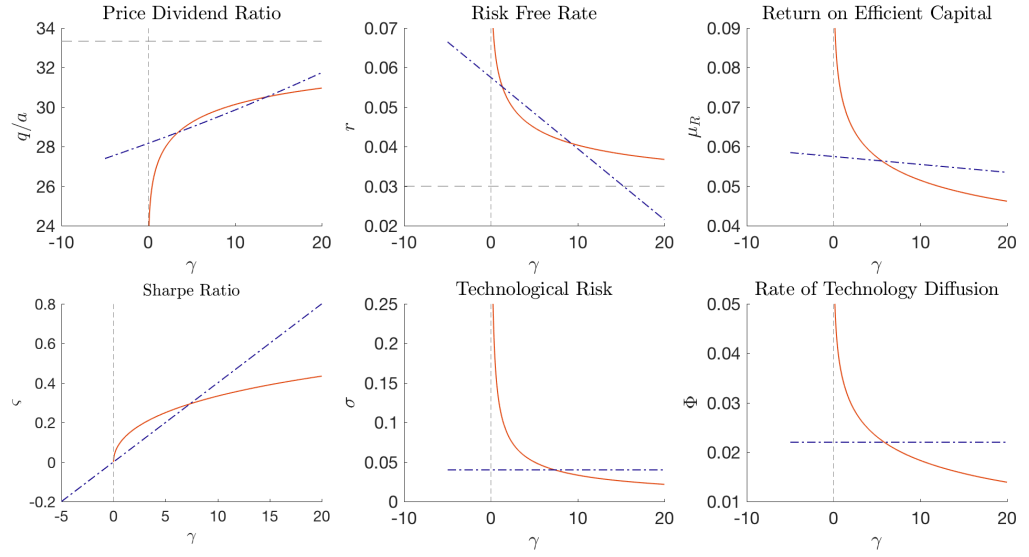 Price Dividend Ratio
34
32
30
28
26
24
q/a
-10 0 10 20
γ
Risk Free Rate
0.07
0.06
0.05
0.04
0.03
0.02
r
-10 0 10 20
γ
Return on Efficient Capital
0.09
0.08
0.07
0.06
0.05
0.04
μR
-10 0 10 20
γ
Sharpe Ratio
0.8
0.6
0.4
0.2
0
-0.2
ς
-5 0 5 10 15 20
γ
Technological Risk
0.25
0.20
0.15
0.10
0.05
0
σ
-10 0 10 20
γ
Rate of Technology Diffusion
0.05
0.04
0.03
0.02
0.01
Φ
-10 0 10 20
γ